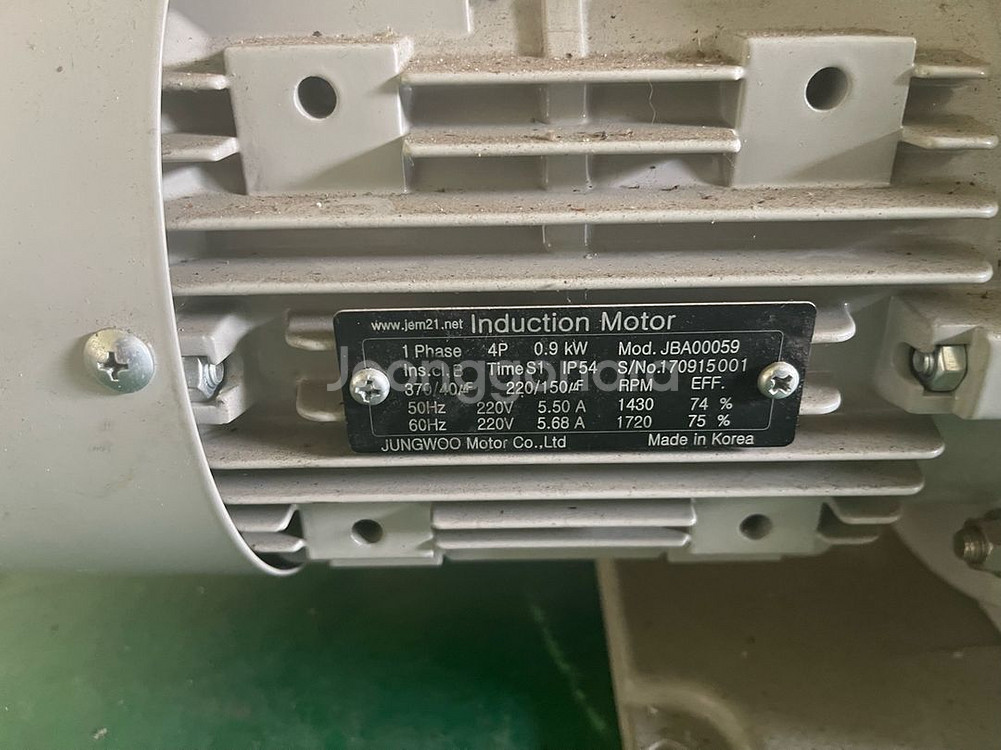 www.jem21.net Induction Motor
1 Phase 4P 0.9 kW Mod. JBA00059
Ins.cl.B Time S1 IP54 S/No.170915001
370/40㎌ 220/150㎌ RPM EFF.
50Hz 220V 5.50 A 1430 74 %
60Hz 220V 5.68 A 1720 75 %
JUNGWOO Motor Co.,Ltd Made in Korea